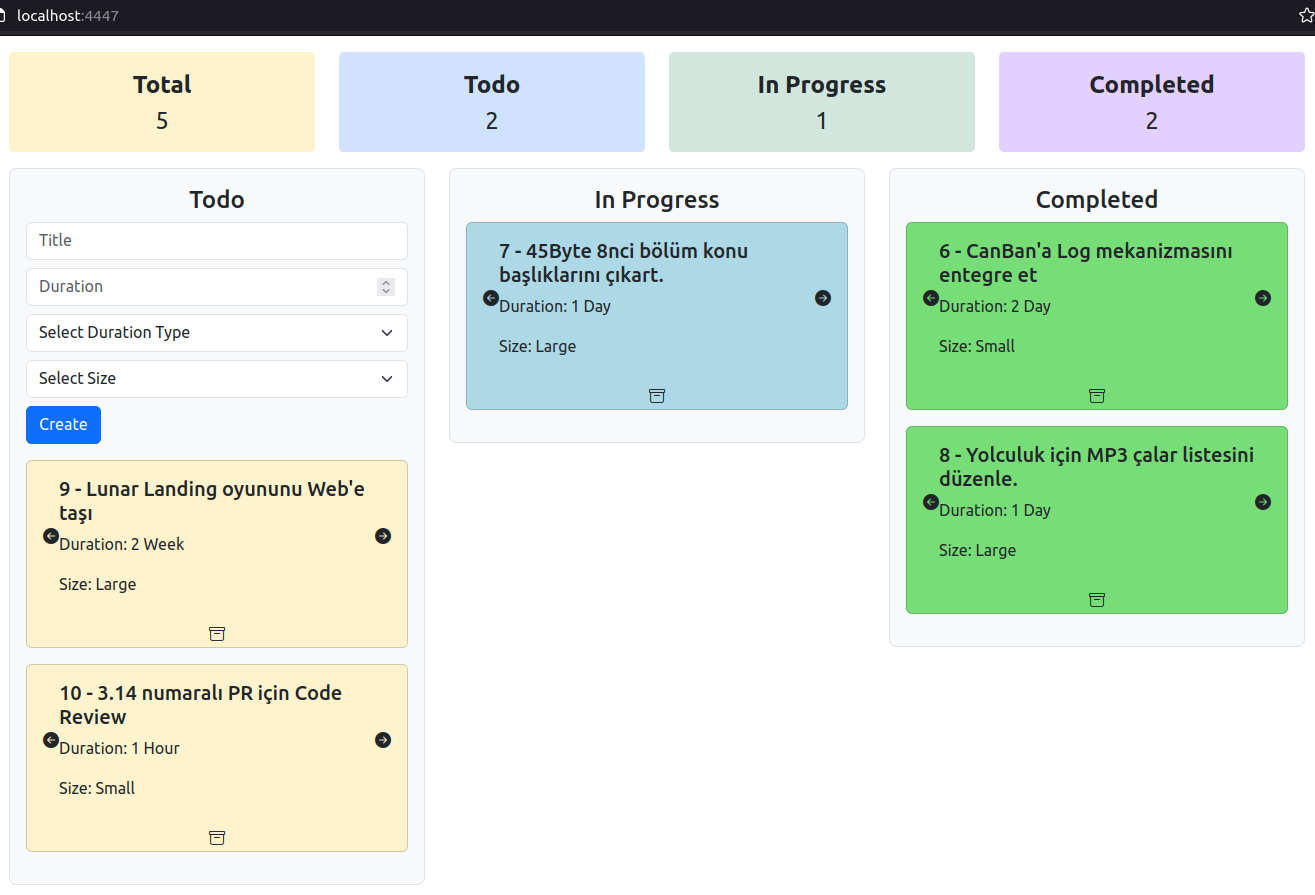 localhost:4447
Total
5
Todo
2
In Progress
1
Completed
2
Todo
Title
Duration
Select Duration Type
Select Size
Create
9 - Lunar Landing oyununu Web'e
taşı
Duration: 2 Week
Size: Large
10 - 3.14 numaralı PR için Code
Review
Duration: 1 Hour
Size: Small
In Progress
7 - 45Byte 8nci bölüm konu
başlıklarını çıkart.
Duration: 1 Day
Size: Large
Completed
6 - CanBan'a Log mekanizmasını
entegre et
Duration: 2 Day
Size: Small
8 - Yolculuk için MP3 çalar listesini
düzenle.
Duration: 1 Day
Size: Large